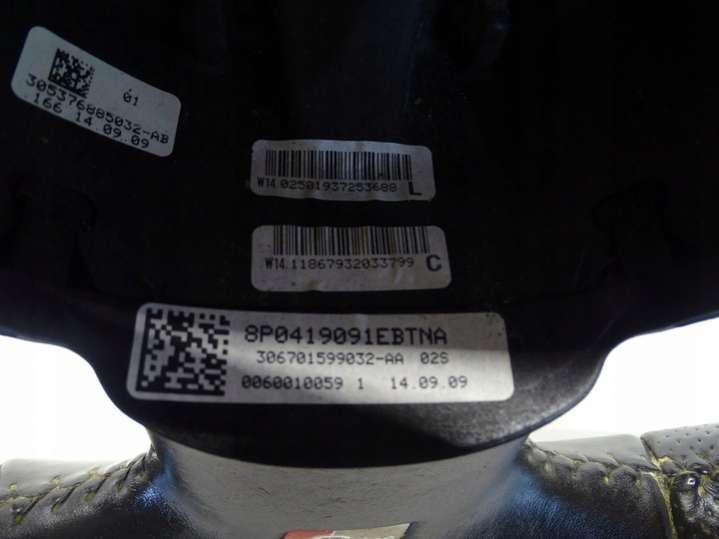 01
305376885032-AB
166 14.09.09
W14.02501937253688 L
W14.11867932033799 C
8P0419091EBTNA
306701599032-AA 02S
0060010059 1 14.09.09